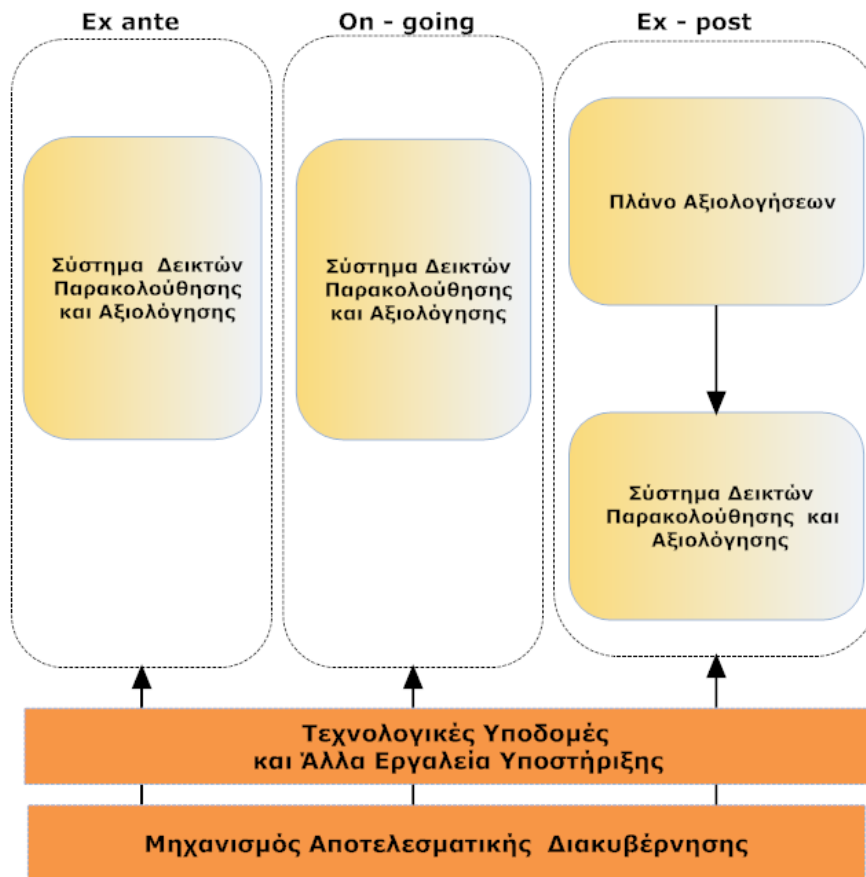 Ex ante
On - going
Ex - post
Σύστημα Δεικτών
Παρακολούθησης
και Αξιολόγησης
Σύστημα Δεικτών
Παρακολούθησης
και Αξιολόγησης
Πλάνο Αξιολογήσεων
Σύστημα Δεικτών
Παρακολούθησης και
Αξιολόγησης
Τεχνολογικές Υποδομές
και Άλλα Εργαλεία Υποστήριξης
Μηχανισμός Αποτελεσματικής Διακυβέρνησης